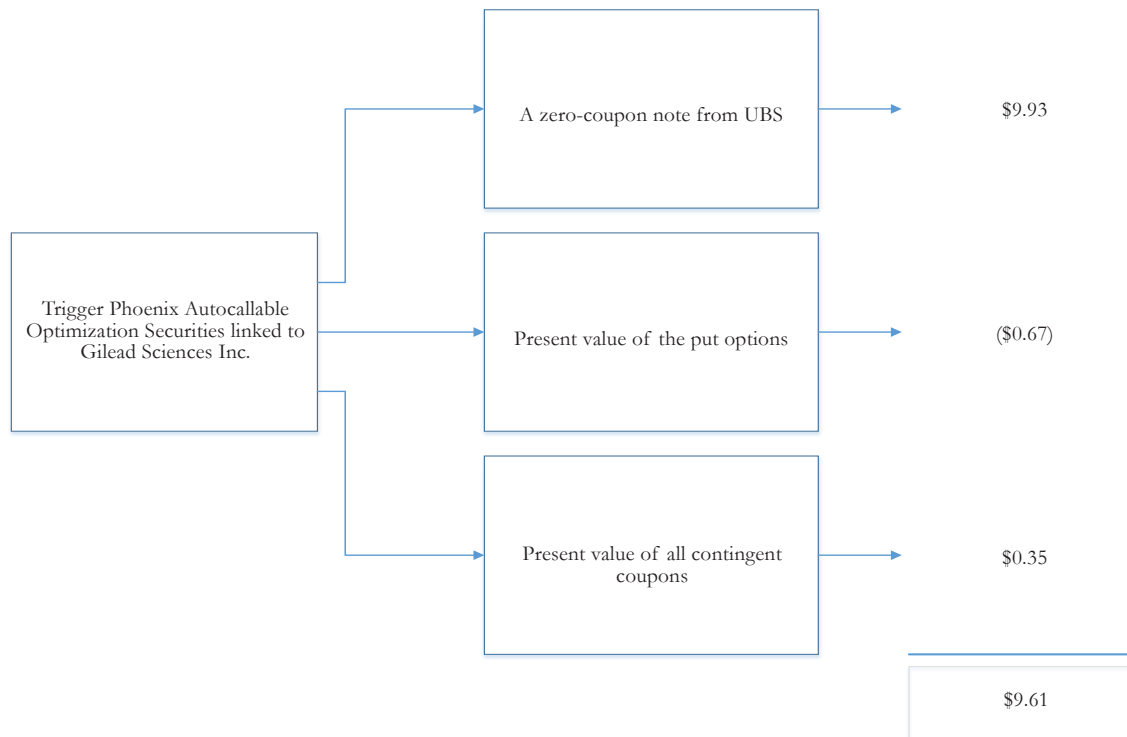 A zero-coupon note from UBS
$9.93
Trigger Phoenix Autocallable
Optimization Securities linked to
Gilead Sciences Inc.
Present value of the put options
($0.67)
Present value of all contingent
coupons
$0.35
$9.61